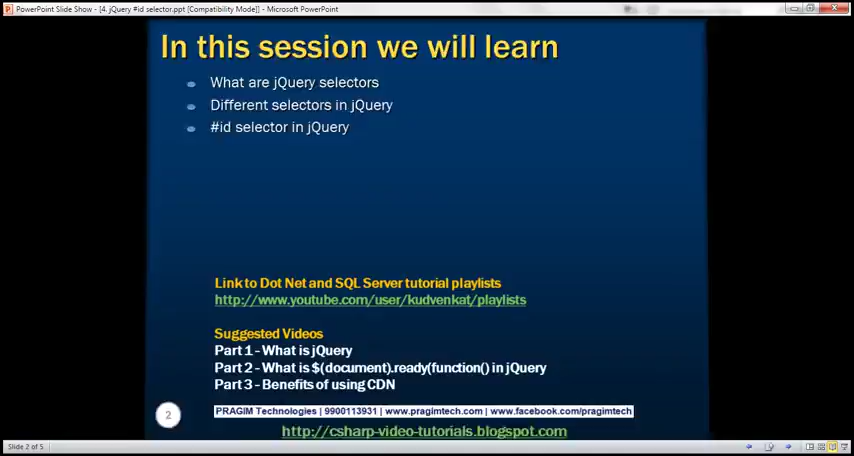 PowerPoint Slide Show - [4. jQuery #id selector.ppt [Compatibility Mode]] - Microsoft PowerPoint
In this session we will learn
What are jQuery selectors
Different selectors in jQuery
#id selector in jQuery
Link to Dot Net and SQL Server tutorial playlists
http://www.youtube.com/user/kudvenkat/playlists
Suggested Videos
Part 1 - What is jQuery
Part 2 - What is $(document).ready(function() in jQuery
Part 3 - Benefits of using CDN
2
PRAGIM Technologies | 9900113931 | www.pragimtech.com | www.facebook.com/pragimtech
http://csharp-video-tutorials.blogspot.com
Slide 2 of 5